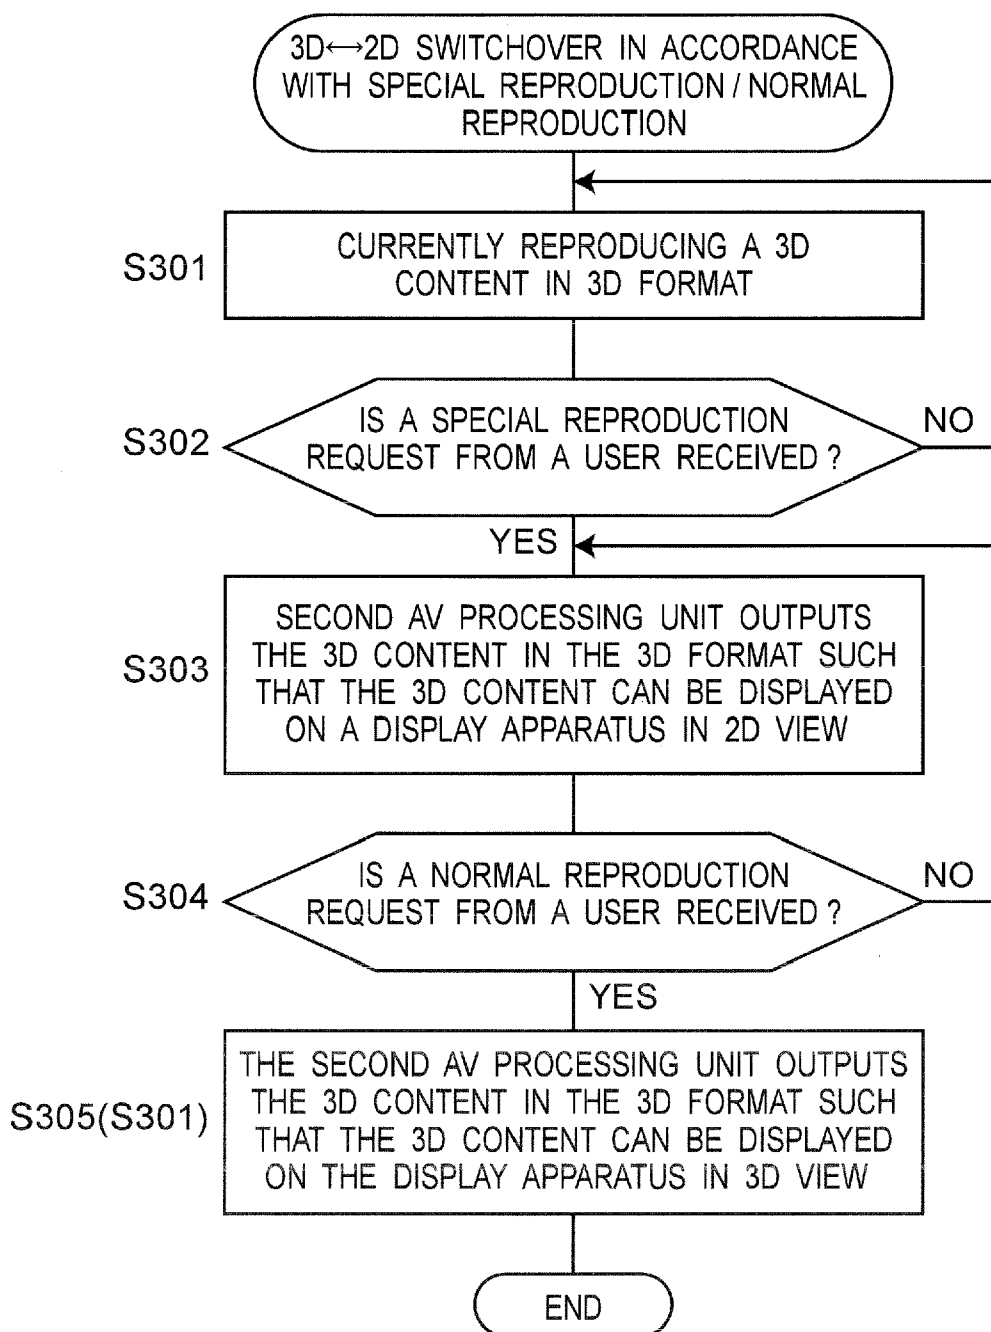 3D↔2D SWITCHOVER IN ACCORDANCE
WITH SPECIAL REPRODUCTION / NORMAL
REPRODUCTION
S301
CURRENTLY REPRODUCING A 3D
CONTENT IN 3D FORMAT
S302
IS A SPECIAL REPRODUCTION
REQUEST FROM A USER RECEIVED ?
NO
YES
S303
SECOND AV PROCESSING UNIT OUTPUTS
THE 3D CONTENT IN THE 3D FORMAT SUCH
THAT THE 3D CONTENT CAN BE DISPLAYED
ON A DISPLAY APPARATUS IN 2D VIEW
S304
IS A NORMAL REPRODUCTION
REQUEST FROM A USER RECEIVED ?
NO
YES
S305(S301)
THE SECOND AV PROCESSING UNIT OUTPUTS
THE 3D CONTENT IN THE 3D FORMAT SUCH
THAT THE 3D CONTENT CAN BE DISPLAYED
ON THE DISPLAY APPARATUS IN 3D VIEW
END